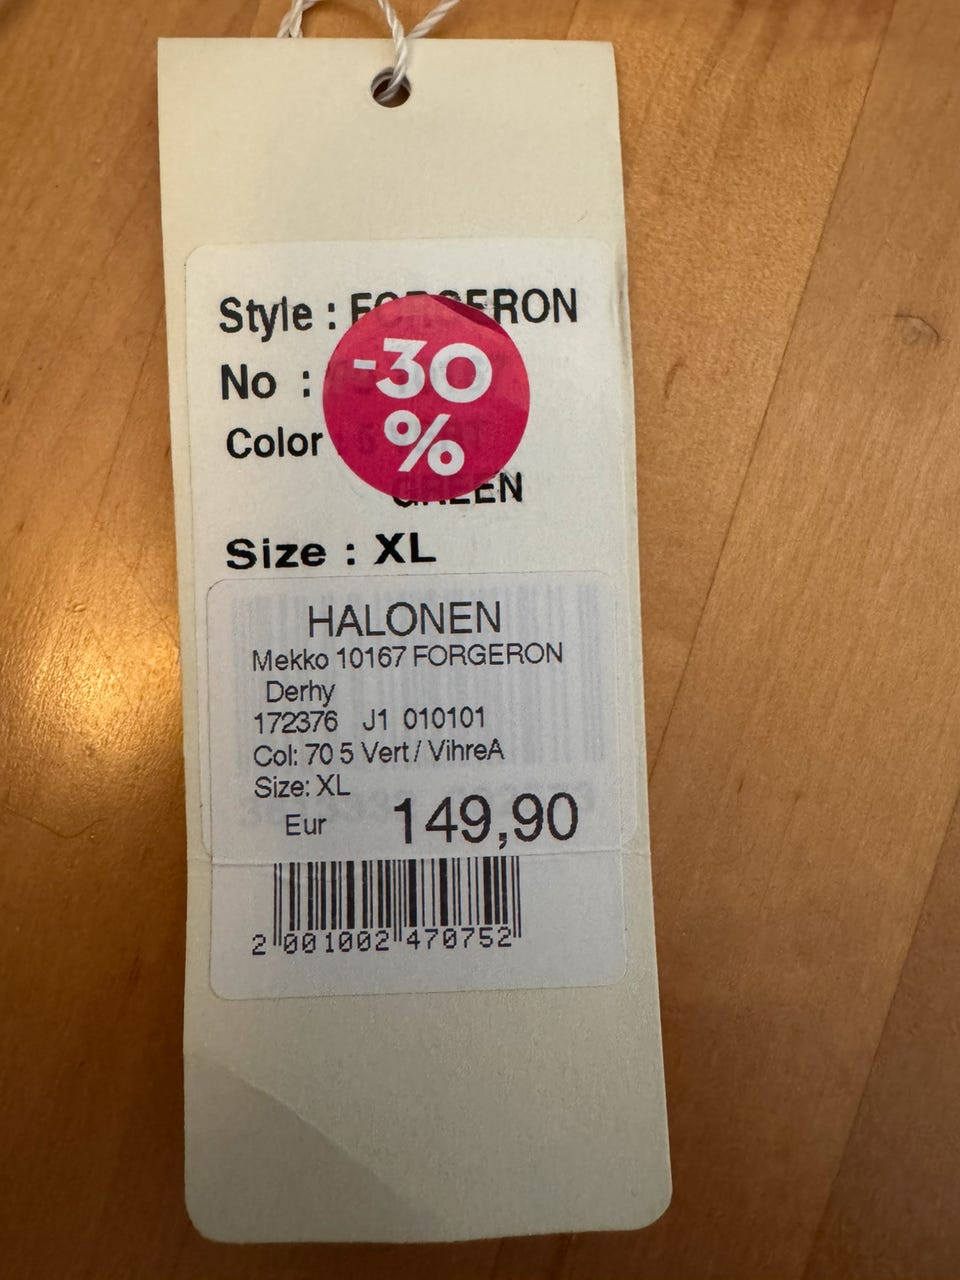 Style : FORGERON
-30
%
No :
Color
GREEN
Size : XL
HALONEN
Mekko 10167 FORGERON
Derhy
172376 J1 010101
Col: 70 5 Vert / VihreA
Size: XL
Eur 149,90
2 001002 470752